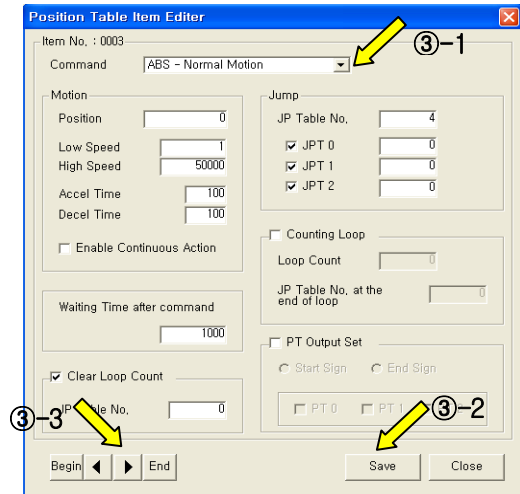 Position Table Item Editor
Item No, : 0003
③-1
Command ABS - Normal Motion
Motion
Position 0
Low Speed 1
High Speed 50000
Accel Time 100
Decel Time 100
Enable Continuous Action
Waiting Time after command
1000
Clear Loop Count
JP Table No, 0
Jump
JP Table No, 4
JPT 0 0
JPT 1 0
JPT 2 0
Counting Loop
Loop Count 0
JP Table No, at the
end of loop 0
PT Output Set
Start Sign End Sign
PT 0 PT 1
③-2
③-3
Begin End Save Close